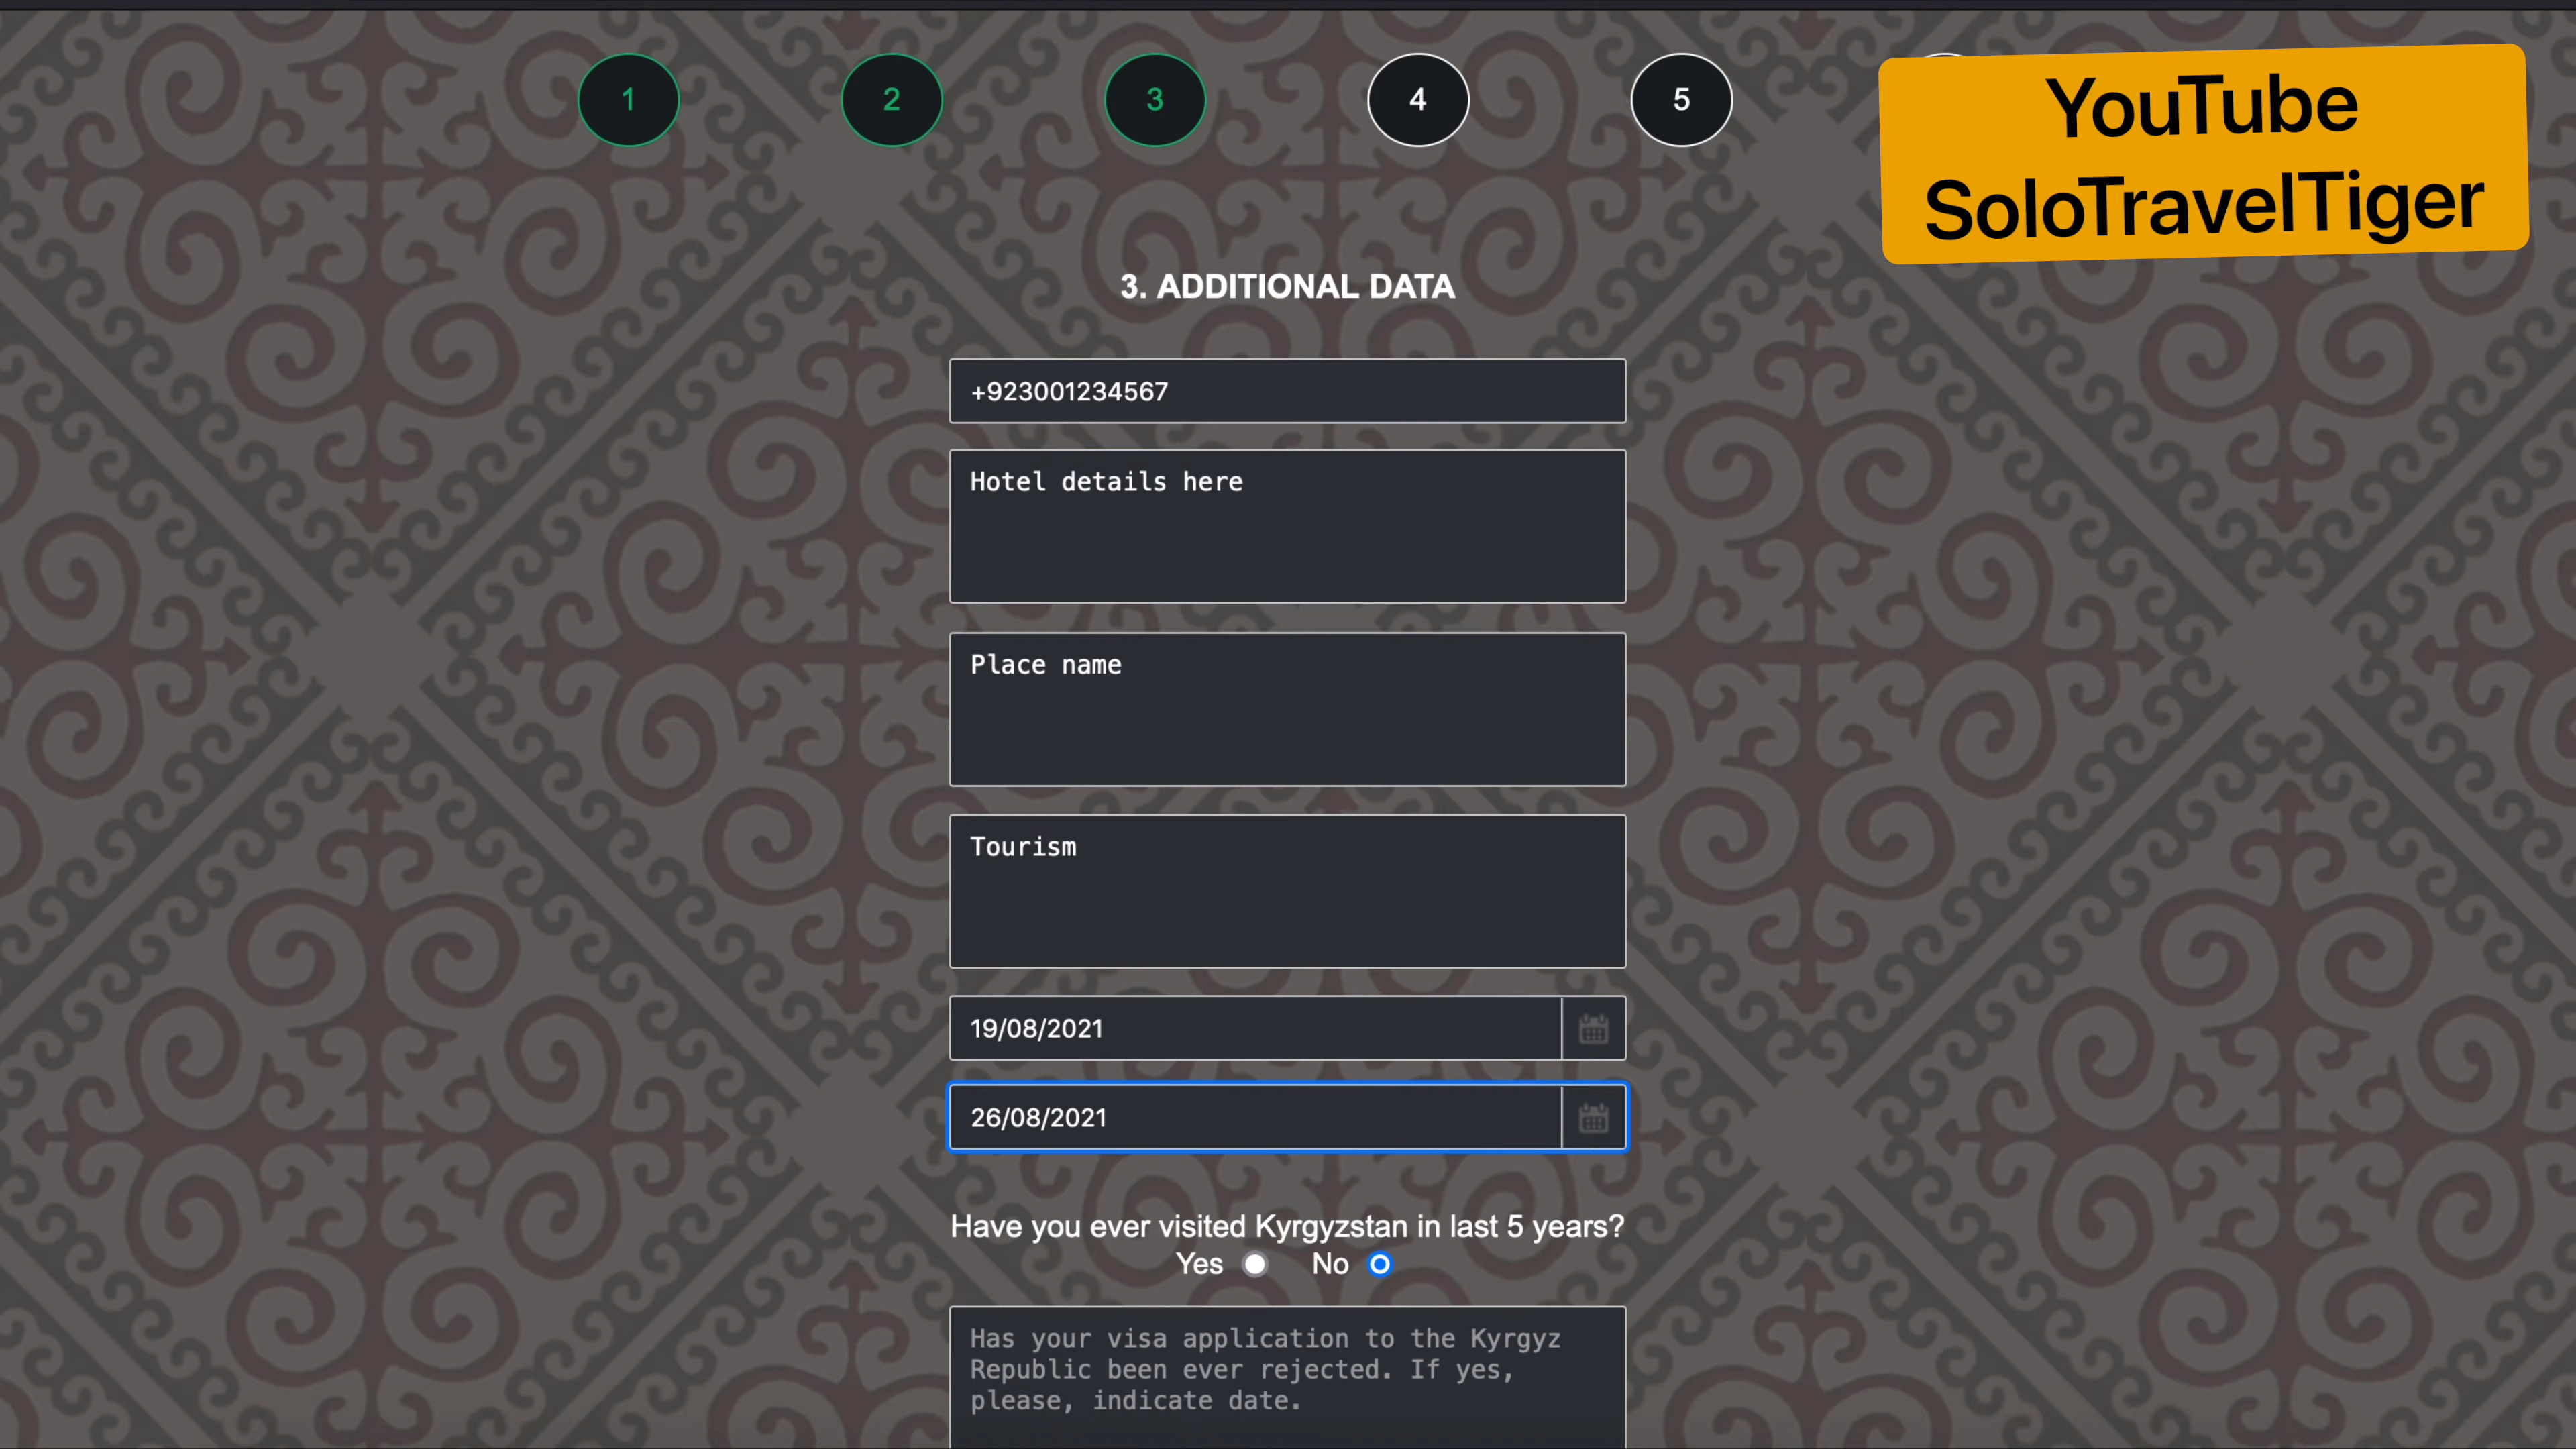 1
2
3
4
5
YouTube
SoloTravelTiger
3. ADDITIONAL DATA
+923001234567
Hotel details here
Place name
Tourism
19/08/2021
26/08/2021
Have you ever visited Kyrgyzstan in last 5 years?
Yes No
Has your visa application to the Kyrgyz
Republic been ever rejected. If yes,
please, indicate date.